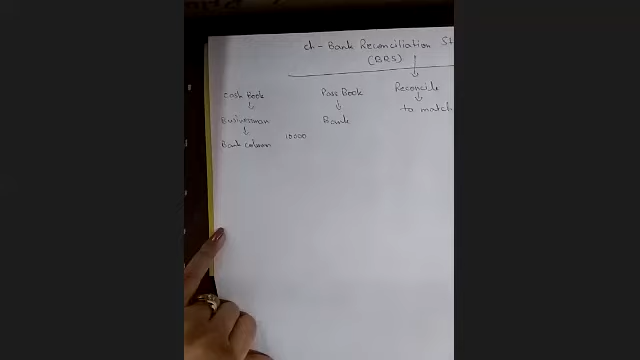 ch - Bank Reconciliation St
(BRS)
Cash Book Pass Book Reconcile
Businessman Bank to match
Bank column 10000